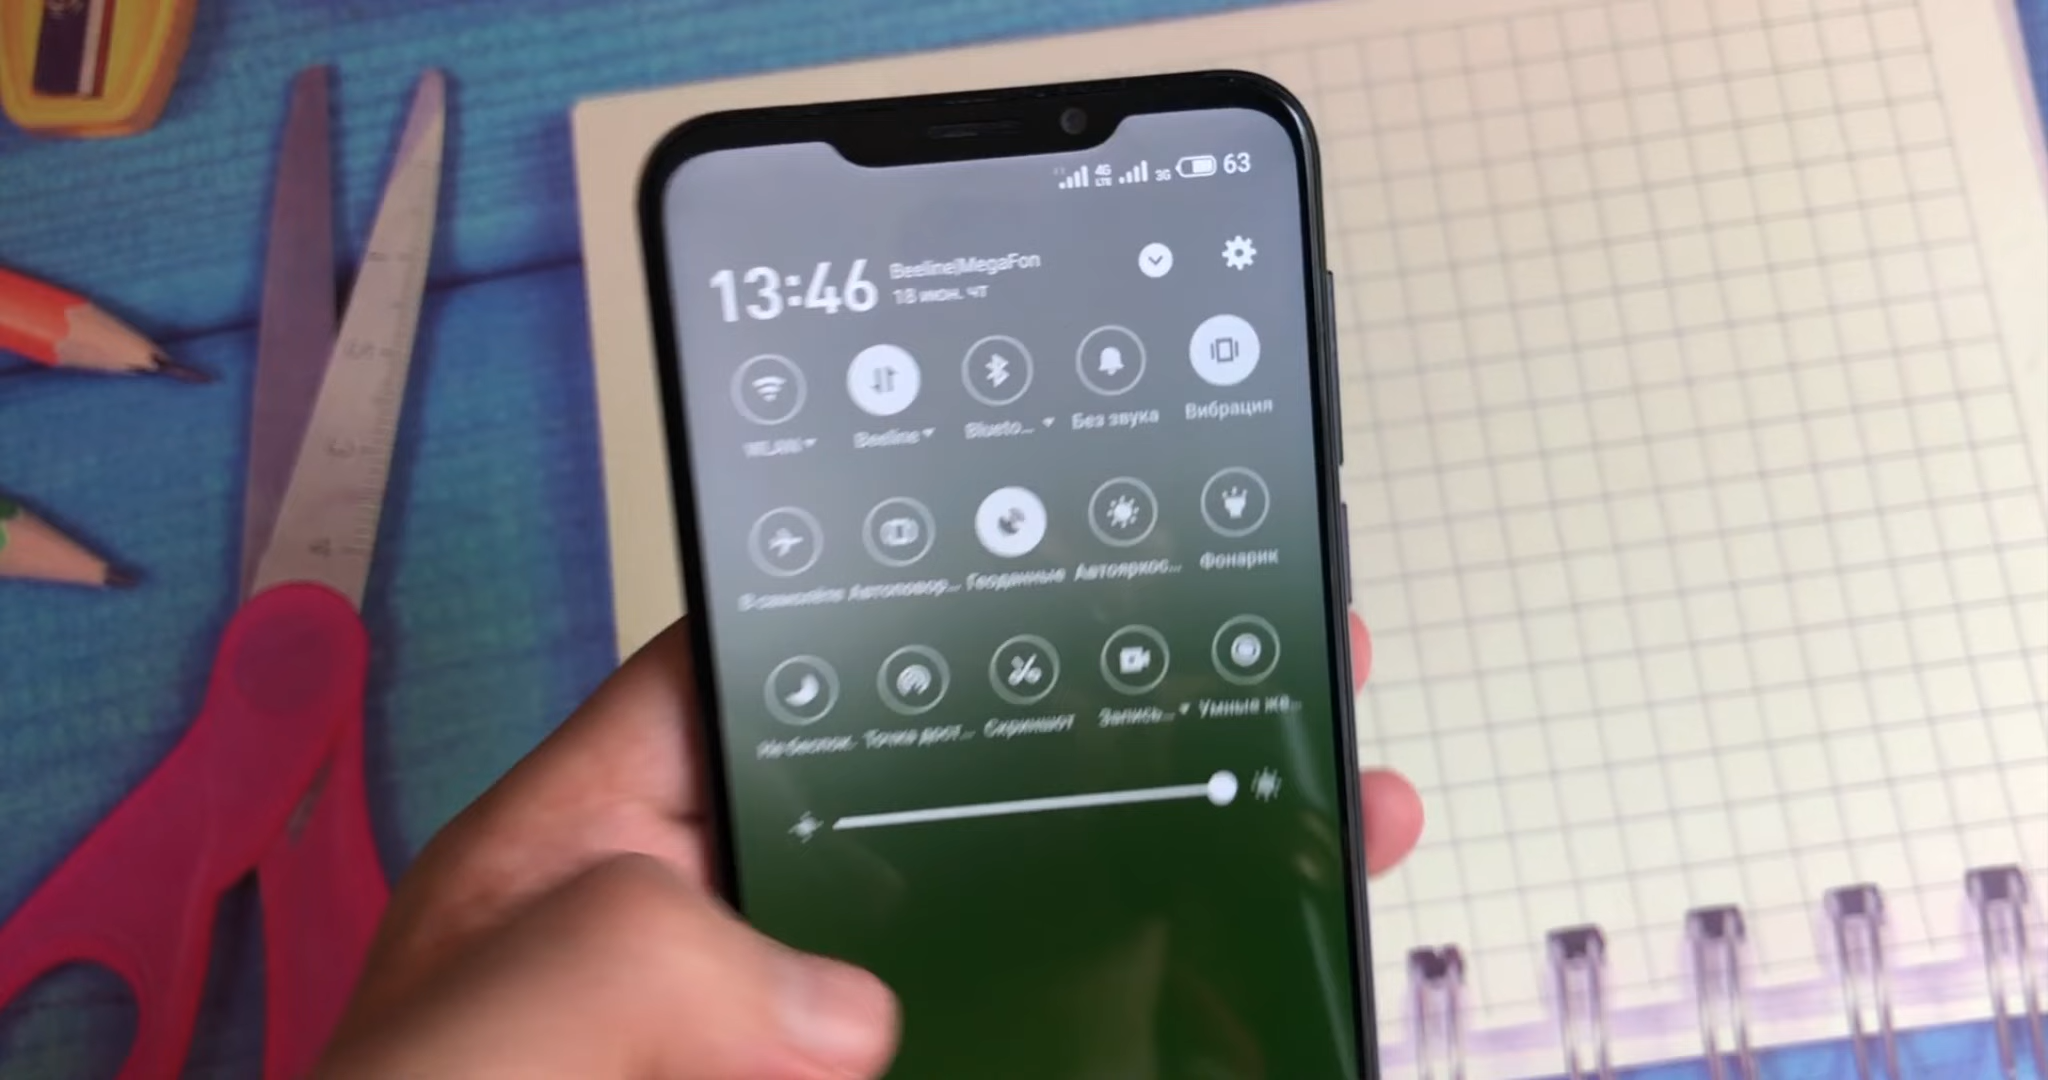 4G LTE 3G 63
13:46 Beeline|MegaFon
18 июн. чт
WLAN Beeline Blueto... Без звука Вибрация
В самолёте Автоповор... Геоданные Автояркос... Фонарик
Не беспок... Точка дост... Скриншот Запись... Умные же...